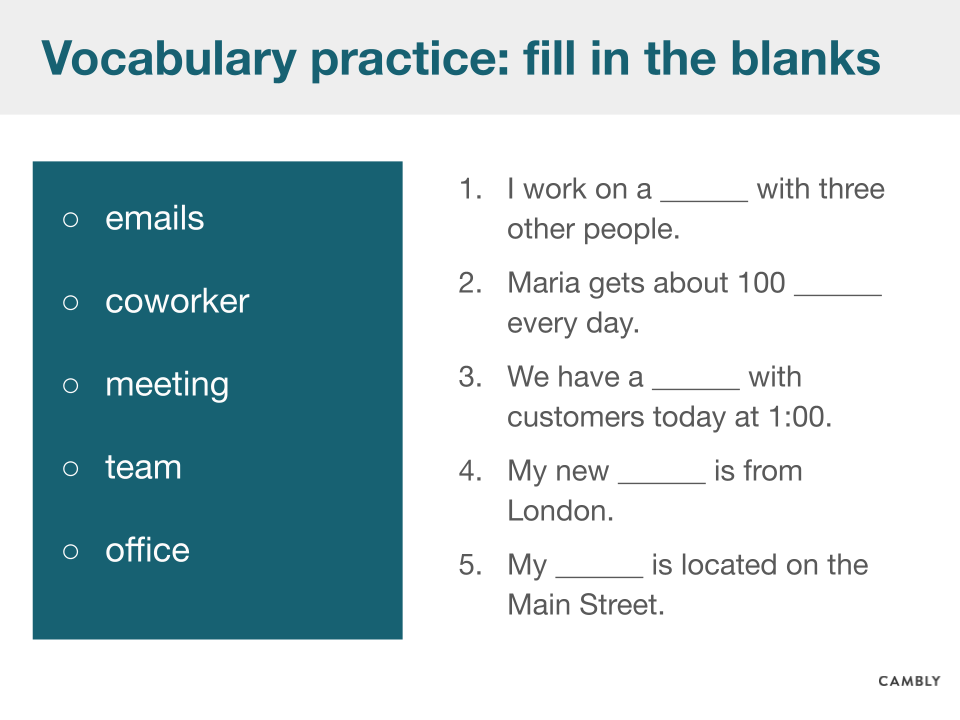 Vocabulary practice: fill in the blanks
○ emails
○ coworker
○ meeting
○ team
○ office
1. I work on a ______ with three
other people.
2. Maria gets about 100 ______
every day.
3. We have a ______ with
customers today at 1:00.
4. My new ______ is from
London.
5. My ______ is located on the
Main Street.
CAMBLY